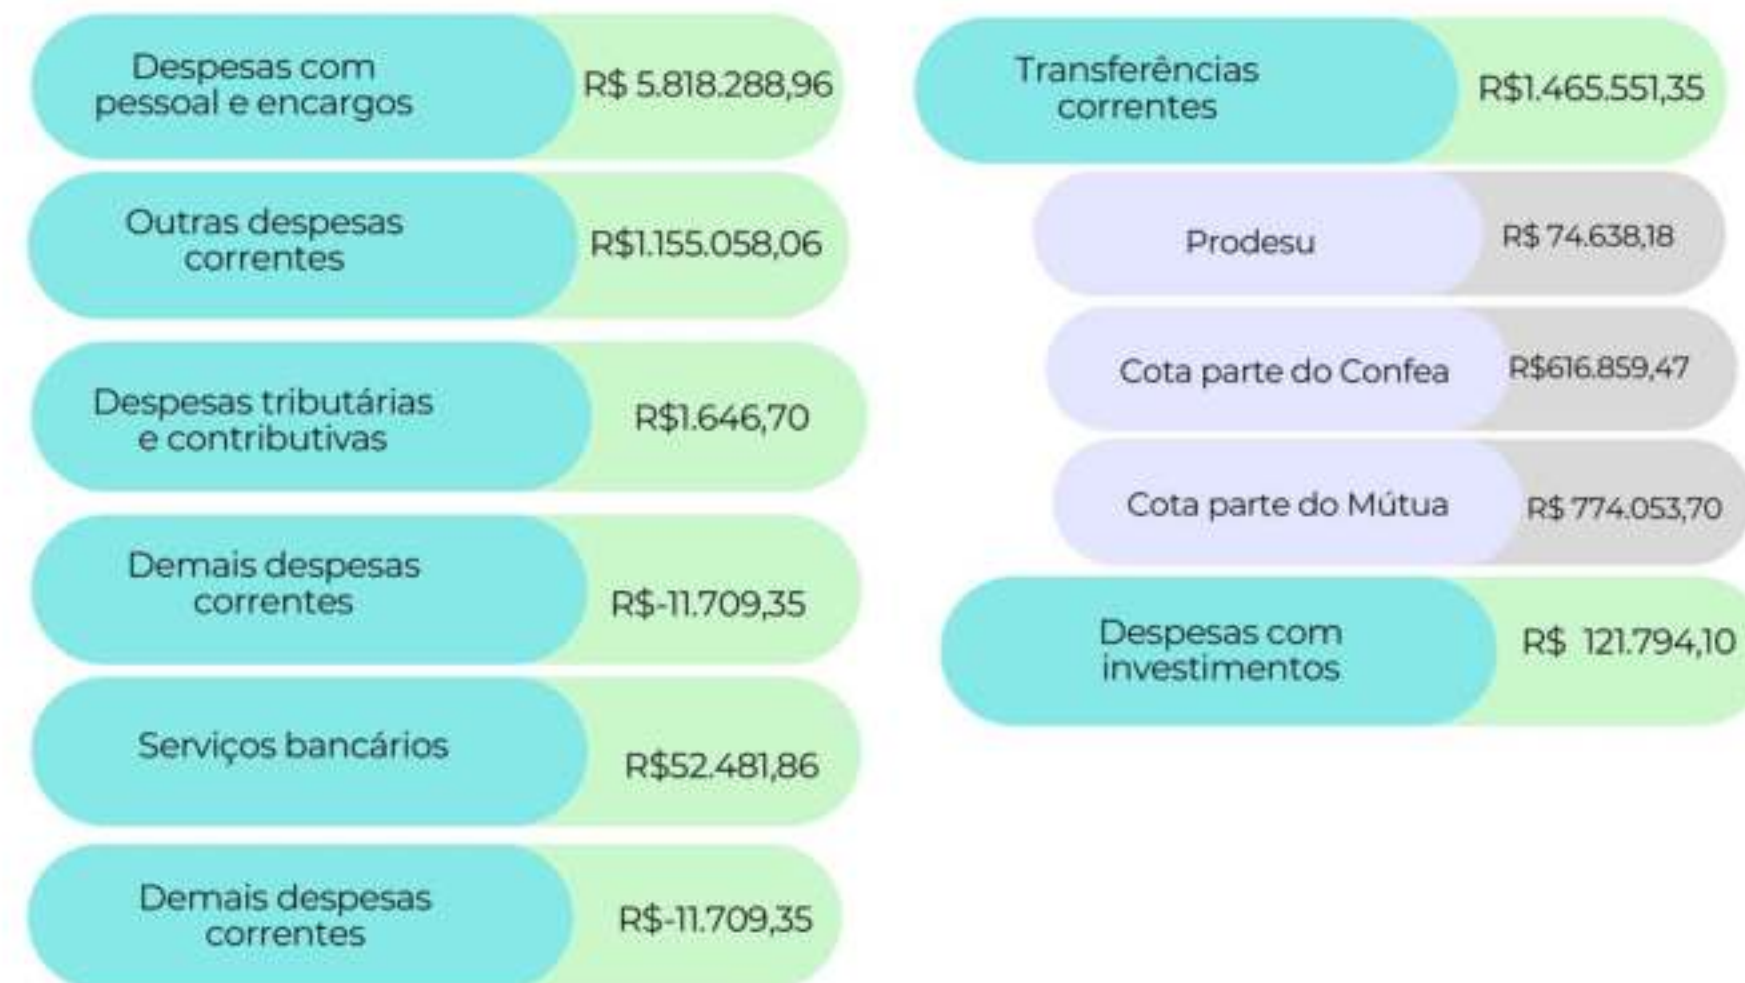 Despesas com
pessoal e encargos
R$ 5.818.288,96
Outras despesas
correntes
R$1.155.058,06
Despesas tributárias
e contributivas
R$1.646,70
Demais despesas
correntes
R$-11.709,35
Serviços bancários
R$52.481,86
Demais despesas
correntes
R$-11.709,35
Transferências
correntes
R$1.465.551,35
Prodesu
R$ 74.638,18
Cota parte do Confea
R$616.859,47
Cota parte do Mútua
R$ 774.053,70
Despesas com
investimentos
R$ 121.794,10